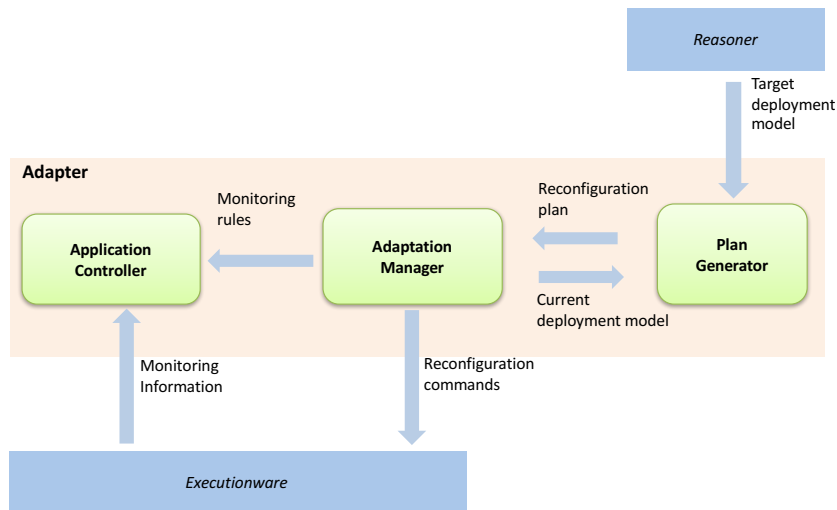 Reasoner
Target
deployment
model
Adapter
Monitoring
rules
Reconfiguration
plan
Application
Controller
Adaptation
Manager
Plan
Generator
Current
deployment model
Monitoring
Information
Reconfiguration
commands
Executionware